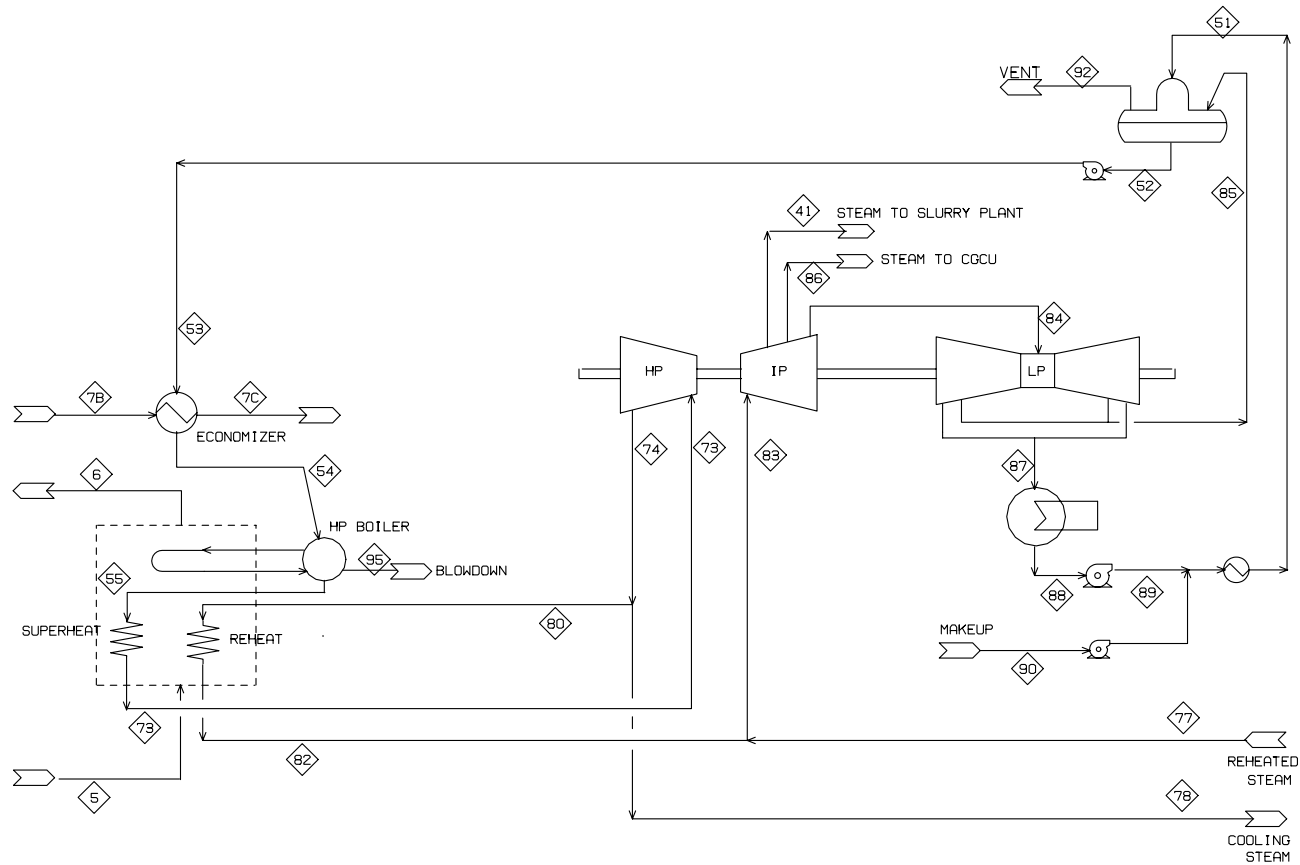 51
VENT
92
52
85
41
STEAM TO SLURRY PLANT
86
STEAM TO CGCU
84
53
HP
IP
LP
7B
7C
ECONOMIZER
74
73
83
87
6
54
HP BOILER
95
BLOWDOWN
55
88
89
80
SUPERHEAT
REHEAT
MAKEUP
90
73
82
77
REHEATED
STEAM
5
78
COOLING
STEAM